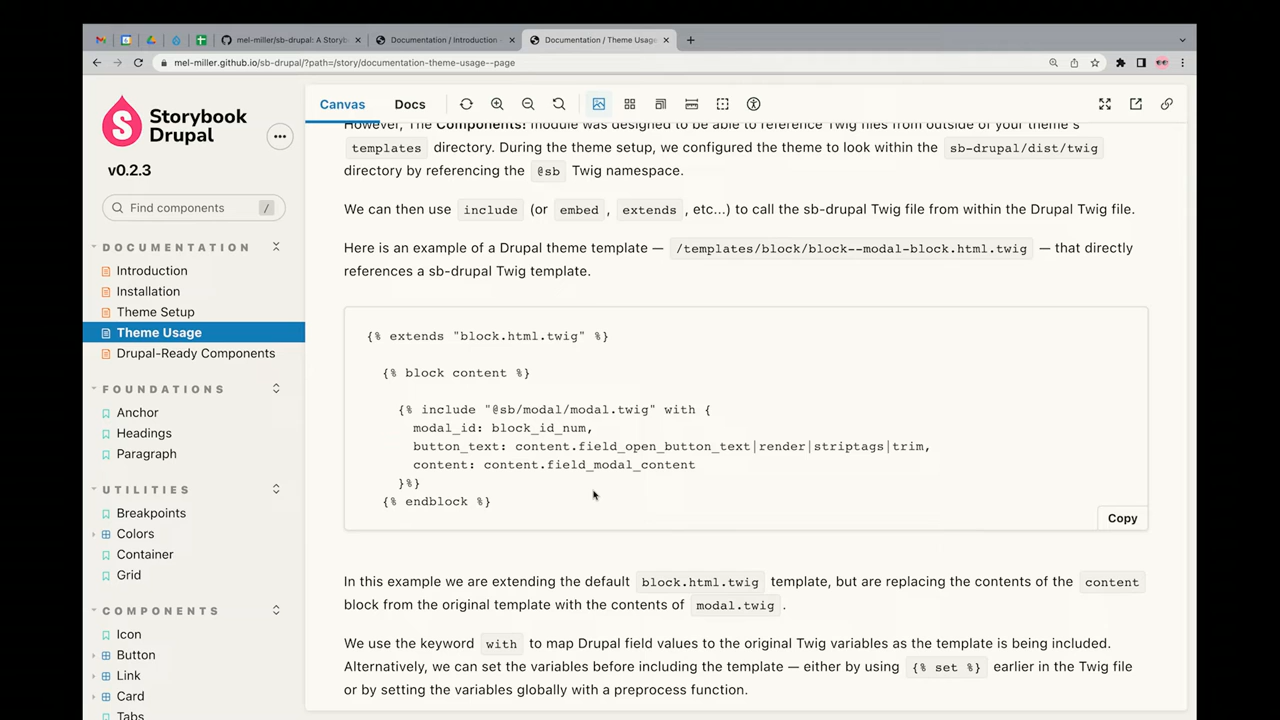 mel-miller/sb-drupal: A Storyb
Documentation / Introduction
Documentation / Theme Usage
mel-miller.github.io/sb-drupal/?path=/story/documentation-theme-usage--page
Storybook
Drupal
v0.2.3
Find components /
DOCUMENTATION
Introduction
Installation
Theme Setup
Theme Usage
Drupal-Ready Components
FOUNDATIONS
Anchor
Headings
Paragraph
UTILITIES
Breakpoints
Colors
Container
Grid
COMPONENTS
Icon
Button
Link
Card
Tabs
Canvas Docs
However, The Components! module was designed to be able to reference Twig files from outside of your theme's
templates directory. During the theme setup, we configured the theme to look within the sb-drupal/dist/twig
directory by referencing the @sb Twig namespace.
We can then use include (or embed , extends , etc...) to call the sb-drupal Twig file from within the Drupal Twig file.
Here is an example of a Drupal theme template — /templates/block/block--modal-block.html.twig — that directly
references a sb-drupal Twig template.
{% extends "block.html.twig" %}
{% block content %}
{% include "@sb/modal/modal.twig" with {
modal_id: block_id_num,
button_text: content.field_open_button_text|render|striptags|trim,
content: content.field_modal_content
}%}
{% endblock %}
Copy
In this example we are extending the default block.html.twig template, but are replacing the contents of the content
block from the original template with the contents of modal.twig .
We use the keyword with to map Drupal field values to the original Twig variables as the template is being included.
Alternatively, we can set the variables before including the template — either by using {% set %} earlier in the Twig file
or by setting the variables globally with a preprocess function.